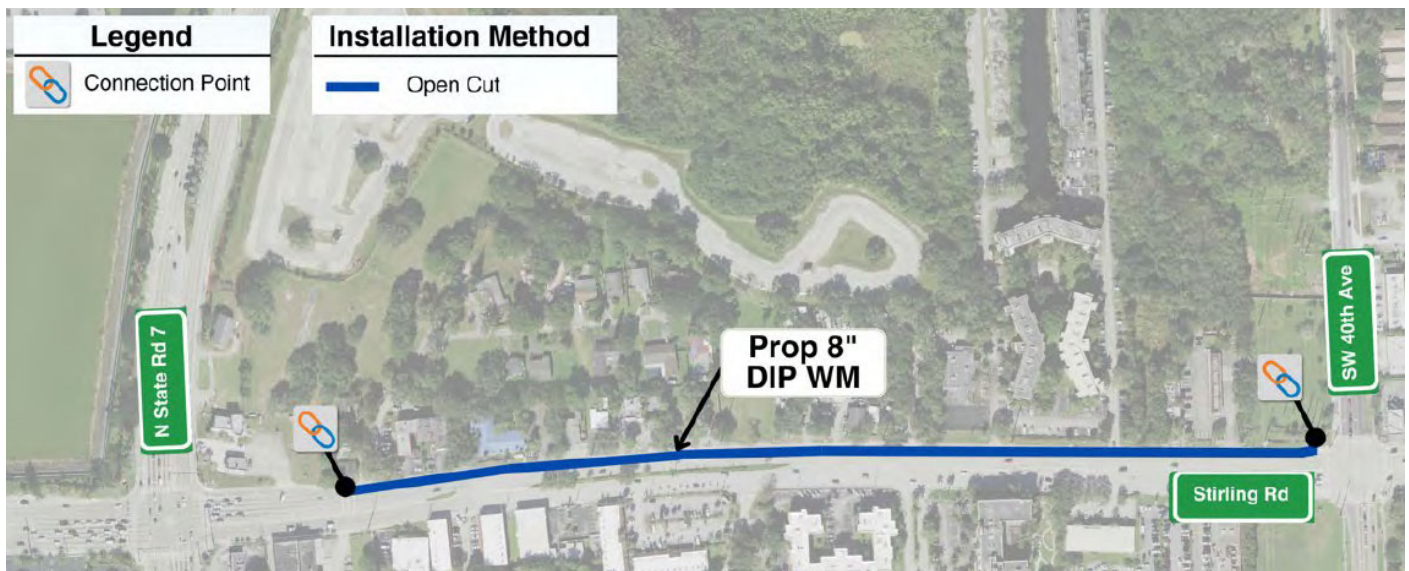 Legend
Connection Point
Installation Method
Open Cut
N State Rd 7
Prop 8"
DIP WM
SW 40th Ave
Stirling Rd